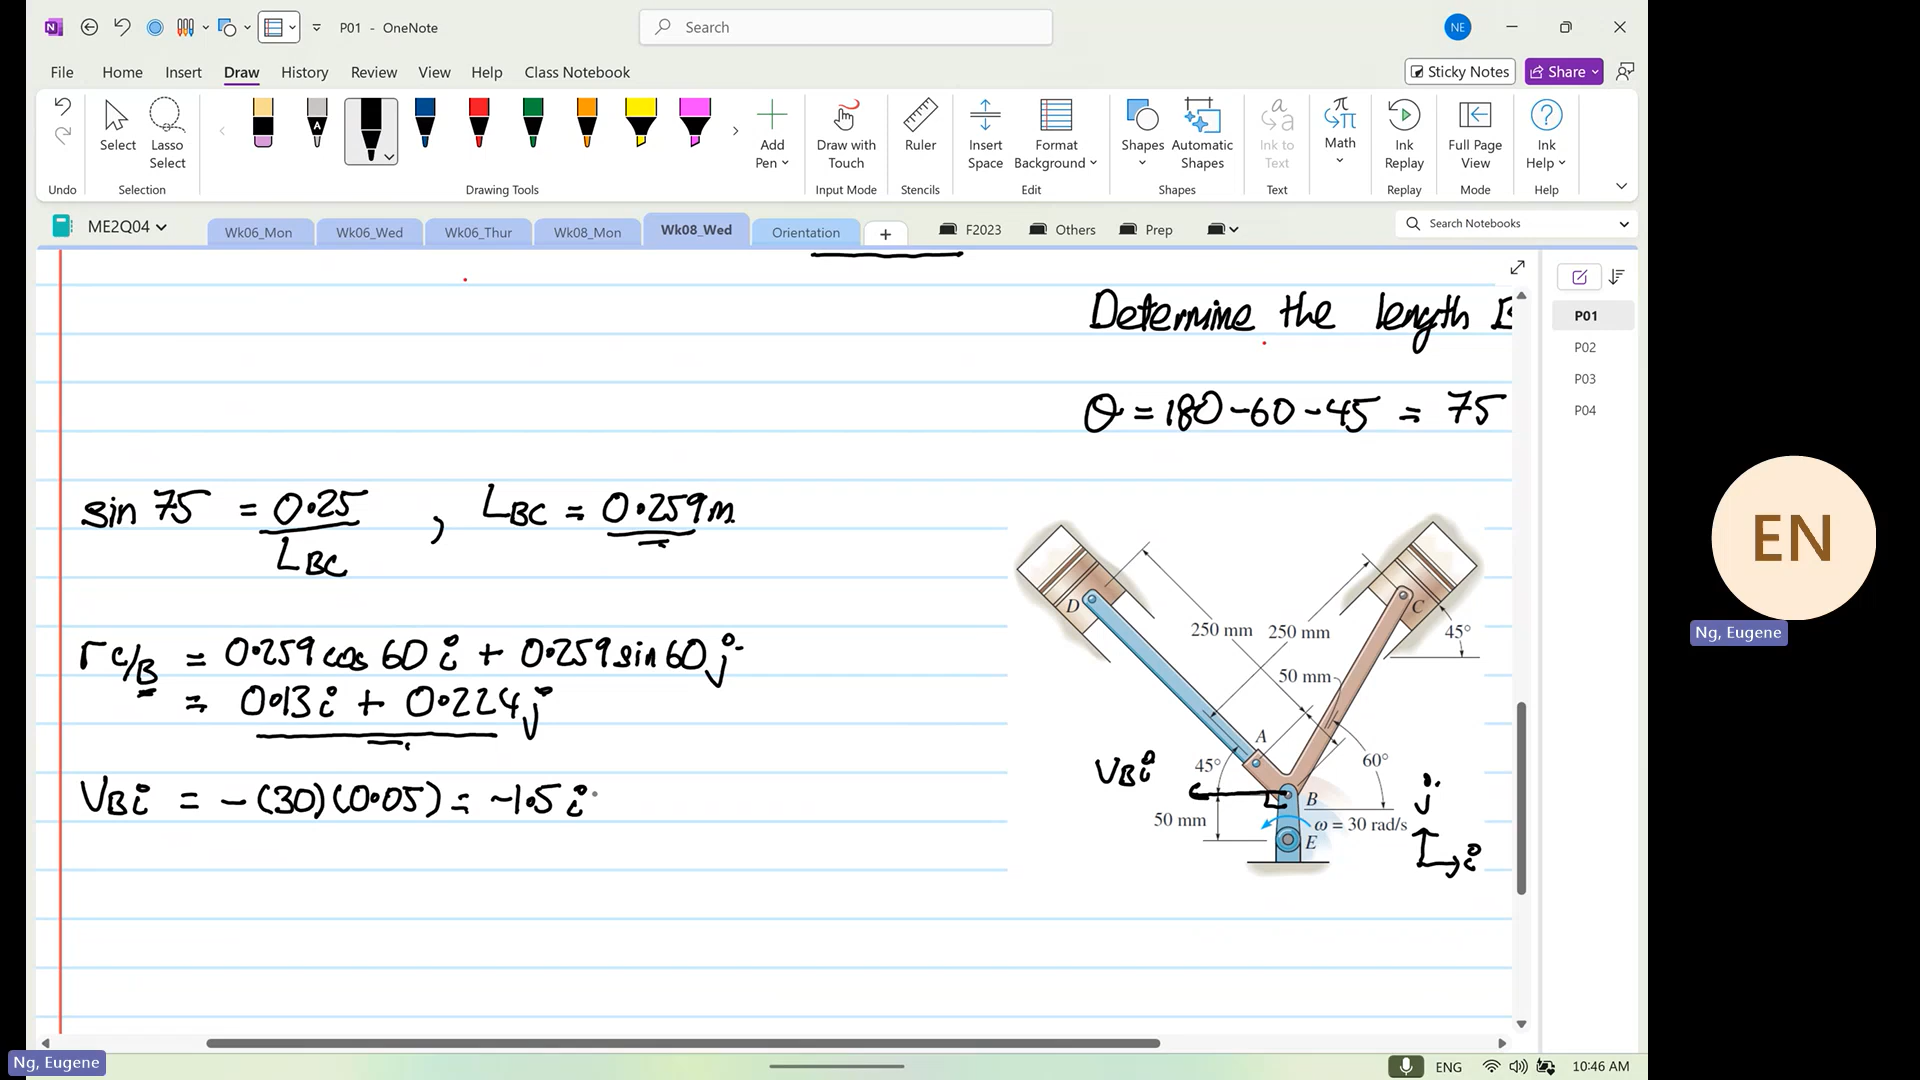 P01 - OneNote
Search
NE
File Home Insert Draw History Review View Help Class Notebook
Sticky Notes
Share
Select
Lasso Select
Add Pen
Draw with Touch
Ruler
Insert Space
Format Background
Shapes
Automatic Shapes
Ink to Text
Math
Ink Replay
Full Page View
Ink Help
Undo Selection Drawing Tools Input Mode Stencils Edit Shapes Text Replay Mode Help
ME2Q04
Wk06_Mon Wk06_Wed Wk06_Thur Wk08_Mon Wk08_Wed Orientation +
F2023 Others Prep
Search Notebooks
P01
P02
P03
P04
Determine the length
θ = 180 - 60 - 45 = 75
sin 75 = 0.25 / LBC , LBC = 0.259m
rC/B = 0.259 cos 60 i + 0.259 sin 60 j
= 0.13 i + 0.224 j
VB i = -(30)(0.05) = -1.5 i
D
C
250 mm 250 mm
45°
50 mm
A
VB i
45°
60°
j
B
50 mm
ω = 30 rad/s
E
i
EN
Ng, Eugene
Ng, Eugene
ENG 10:46 AM